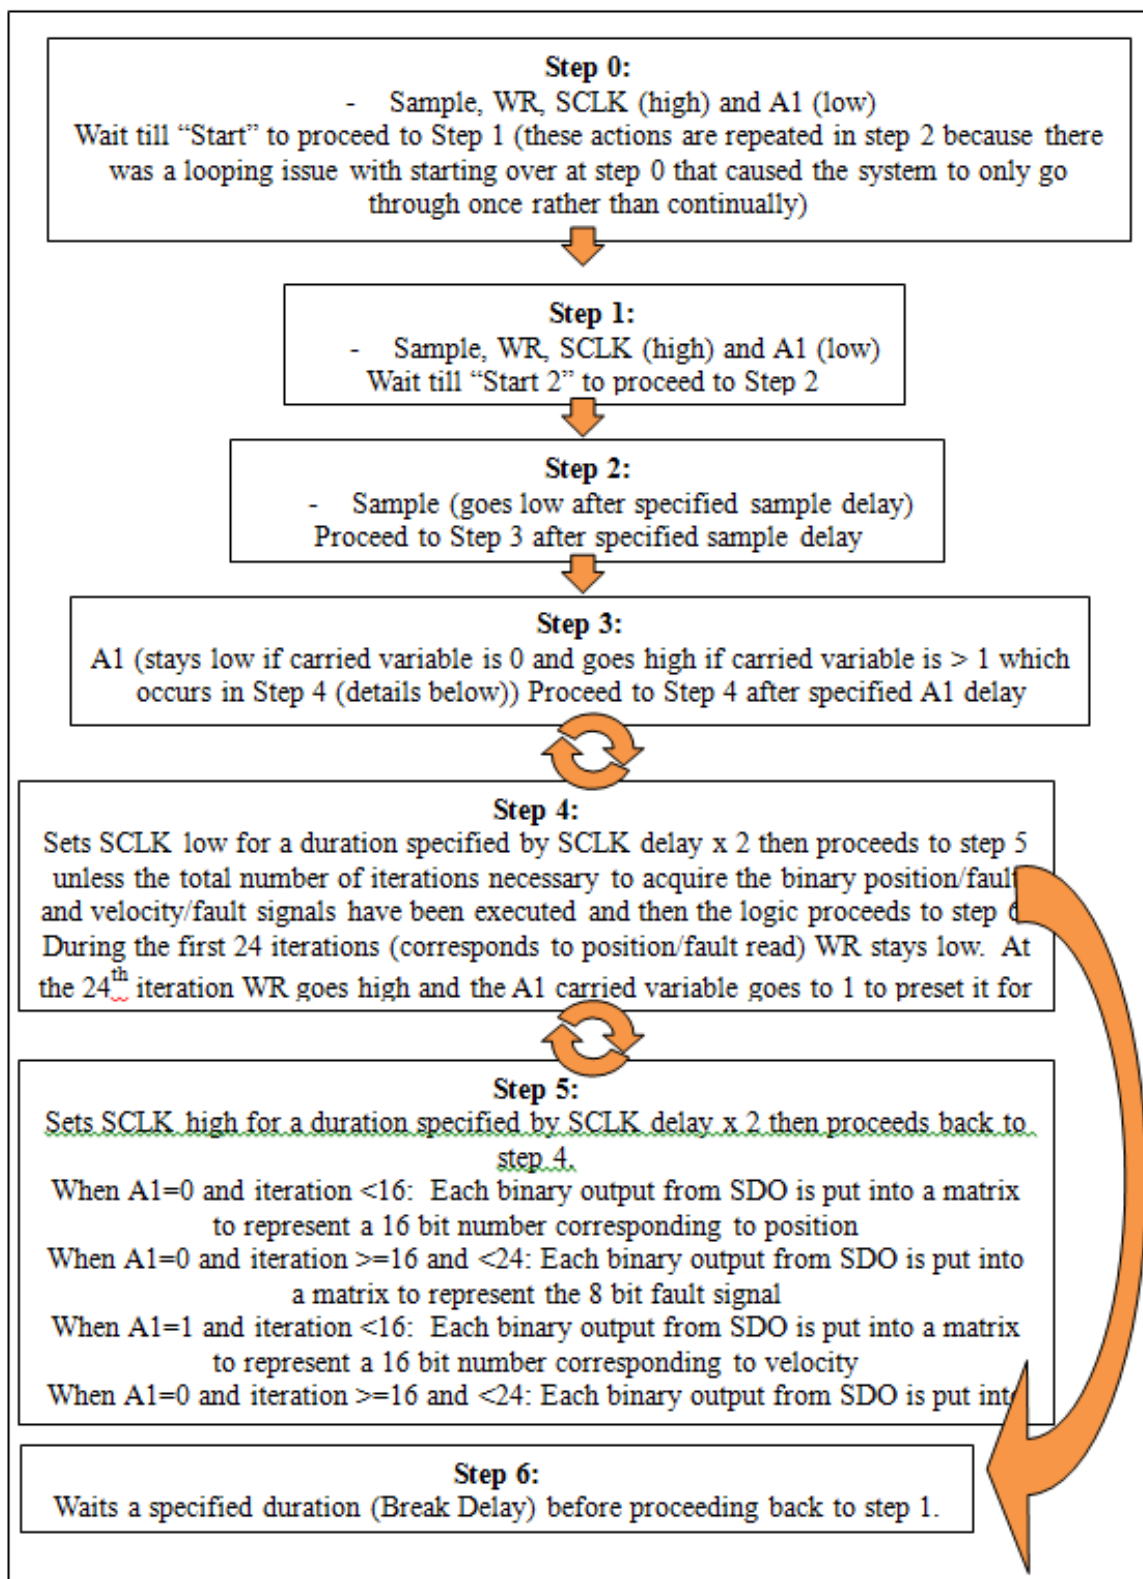 Step 0:
- Sample, WR, SCLK (high) and A1 (low)
Wait till “Start” to proceed to Step 1 (these actions are repeated in step 2 because there
was a looping issue with starting over at step 0 that caused the system to only go
through once rather than continually)
Step 1:
- Sample, WR, SCLK (high) and A1 (low)
Wait till “Start 2” to proceed to Step 2
Step 2:
- Sample (goes low after specified sample delay)
Proceed to Step 3 after specified sample delay
Step 3:
A1 (stays low if carried variable is 0 and goes high if carried variable is > 1 which
occurs in Step 4 (details below)) Proceed to Step 4 after specified A1 delay
Step 4:
Sets SCLK low for a duration specified by SCLK delay x 2 then proceeds to step 5
unless the total number of iterations necessary to acquire the binary position/fault
and velocity/fault signals have been executed and then the logic proceeds to step 6
During the first 24 iterations (corresponds to position/fault read) WR stays low. At
the 24th iteration WR goes high and the A1 carried variable goes to 1 to preset it for
Step 5:
Sets SCLK high for a duration specified by SCLK delay x 2 then proceeds back to
step 4.
When A1=0 and iteration <16: Each binary output from SDO is put into a matrix
to represent a 16 bit number corresponding to position
When A1=0 and iteration >=16 and <24: Each binary output from SDO is put into
a matrix to represent the 8 bit fault signal
When A1=1 and iteration <16: Each binary output from SDO is put into a matrix
to represent a 16 bit number corresponding to velocity
When A1=0 and iteration >=16 and <24: Each binary output from SDO is put into
Step 6:
Waits a specified duration (Break Delay) before proceeding back to step 1.